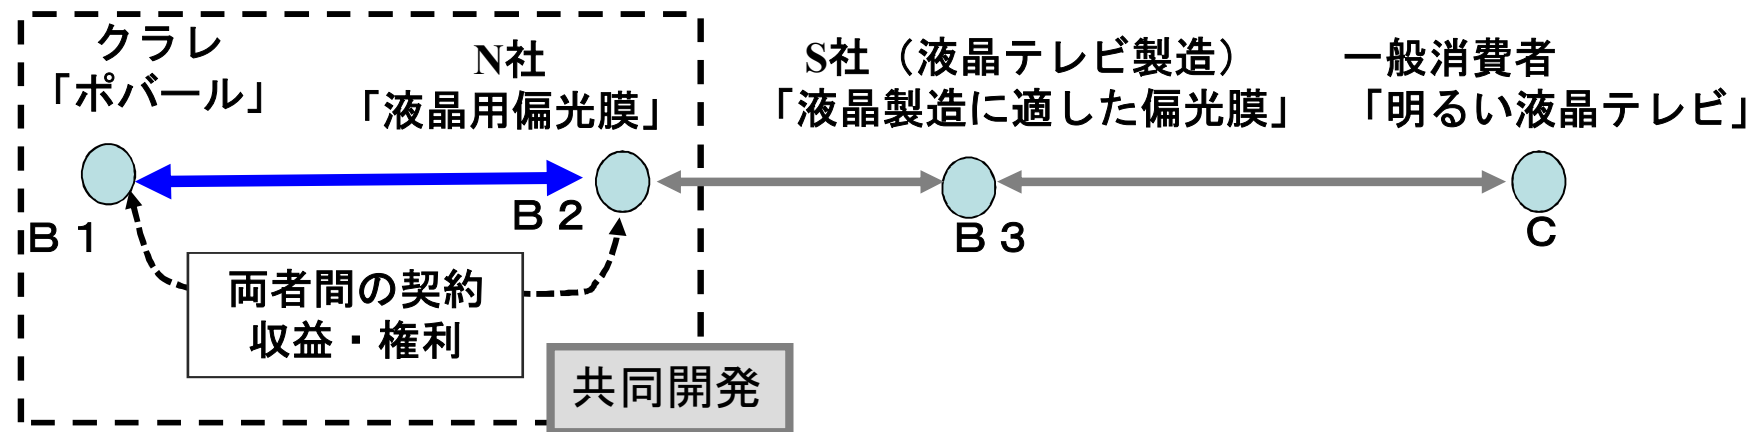 クラレ
「ポバール」
N社
「液晶用偏光膜」
S社（液晶テレビ製造）
「液晶製造に適した偏光膜」
一般消費者
「明るい液晶テレビ」
B1
B2
B3
C
両者間の契約
収益・権利
共同開発